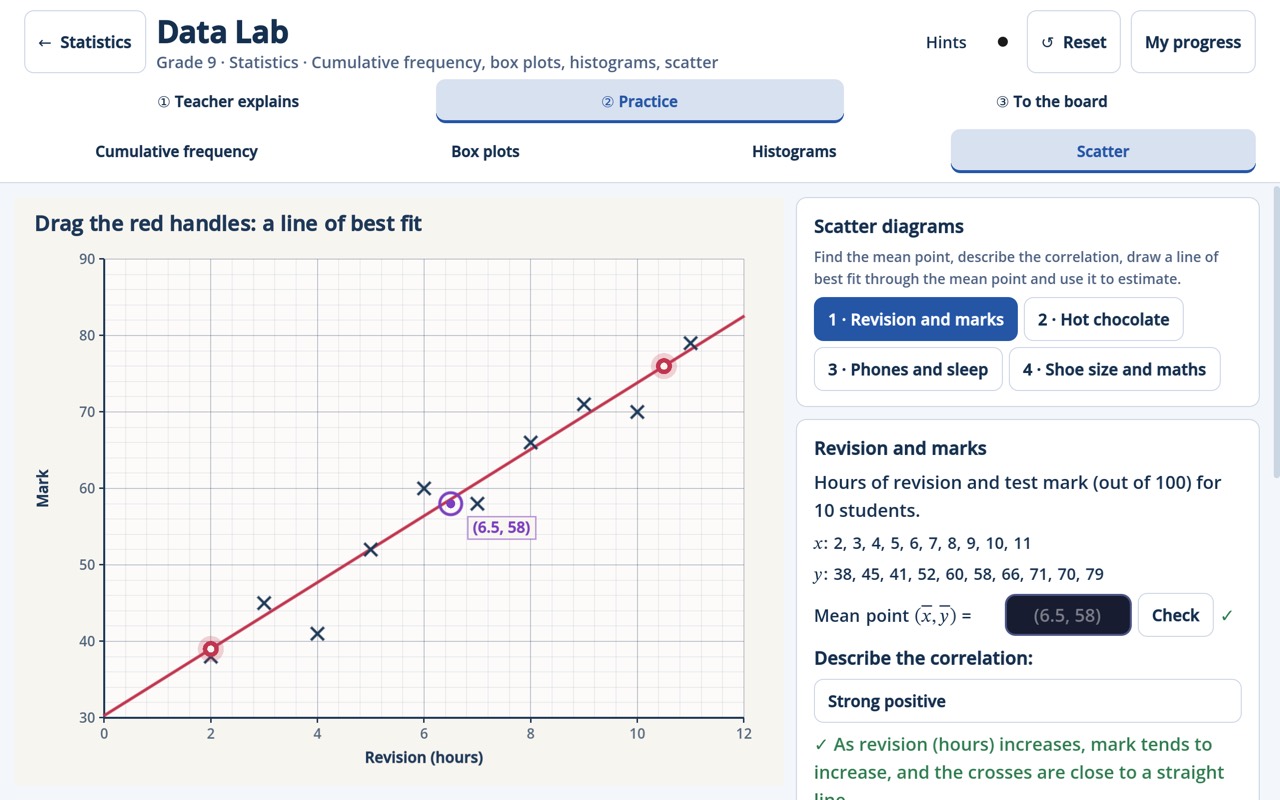 ← Statistics
Data Lab
Grade 9 · Statistics · Cumulative frequency, box plots, histograms, scatter
Hints
↺ Reset
My progress
① Teacher explains
② Practice
③ To the board
Cumulative frequency
Box plots
Histograms
Scatter
Drag the red handles: a line of best fit
90
80
70
60
50
40
30
0
2
4
6
8
10
12
Mark
Revision (hours)
(6.5, 58)
Scatter diagrams
Find the mean point, describe the correlation, draw a line of
best fit through the mean point and use it to estimate.
1 · Revision and marks
2 · Hot chocolate
3 · Phones and sleep
4 · Shoe size and maths
Revision and marks
Hours of revision and test mark (out of 100) for
10 students.
x: 2, 3, 4, 5, 6, 7, 8, 9, 10, 11
y: 38, 45, 41, 52, 60, 58, 66, 71, 70, 79
Mean point (x̅, y̅) =
(6.5, 58)
Check
✓
Describe the correlation:
Strong positive
✓ As revision (hours) increases, mark tends to
increase, and the crosses are close to a straight
line.